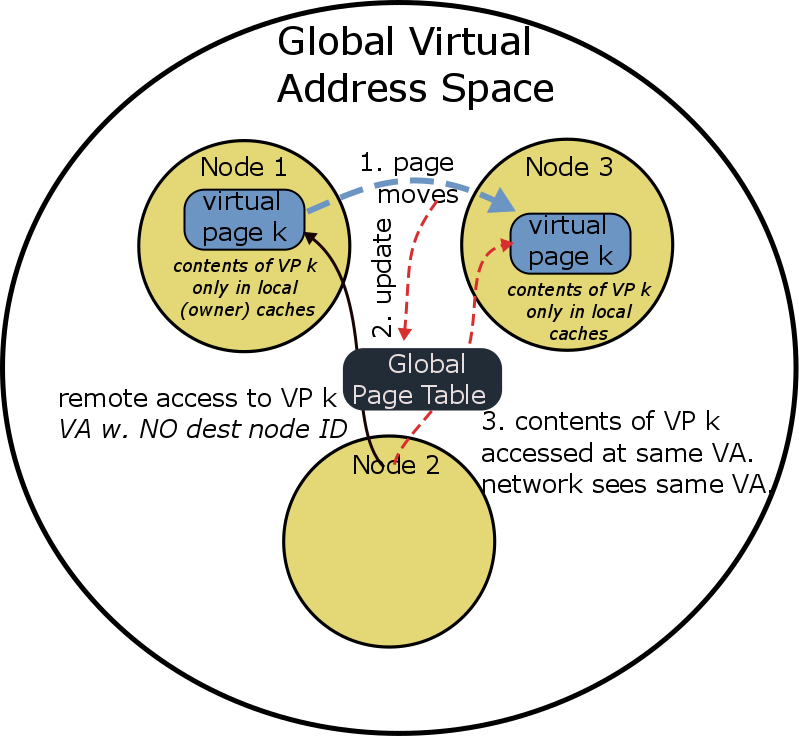 Global Virtual
Address Space
Node 1
virtual
page k
contents of VP k
only in local
(owner) caches
1. page
moves
2. update
Node 3
virtual
page k
contents of VP k
only in local
caches
Global
Page Table
remote access to VP k
VA w. NO dest node ID
3. contents of VP k
accessed at same VA.
network sees same VA.
Node 2